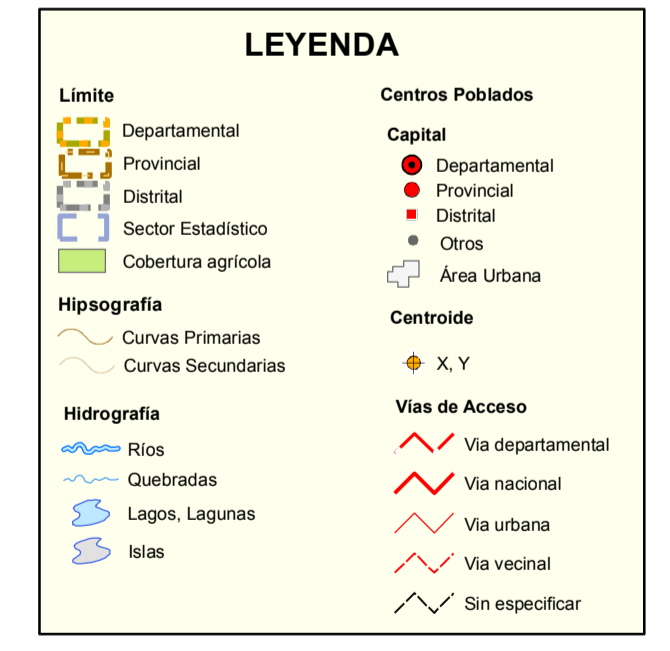 LEYENDA
Límite
Departamental
Provincial
Distrital
Sector Estadístico
Cobertura agrícola
Hipsografía
Curvas Primarias
Curvas Secundarias
Hidrografía
Ríos
Quebradas
Lagos, Lagunas
Islas
Centros Poblados
Capital
Departamental
Provincial
Distrital
Otros
Área Urbana
Centroide
X, Y
Vías de Acceso
Via departamental
Via nacional
Via urbana
Via vecinal
Sin especificar